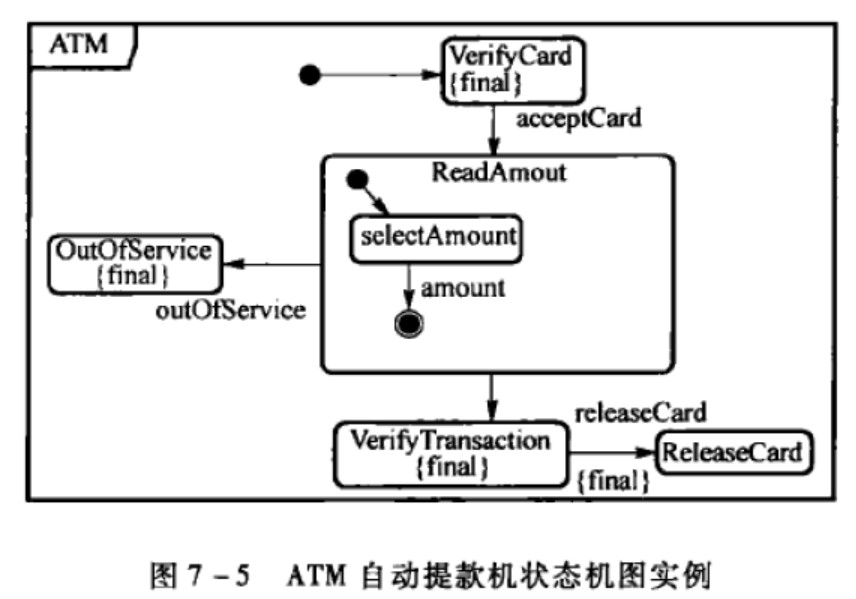 ATM
VerifyCard
{final}
acceptCard
ReadAmout
selectAmount
amount
OutOfService
{final}
outOfService
VerifyTransaction
{final}
releaseCard
{final}
ReleaseCard
图 7-5 ATM 自动提款机状态机图实例